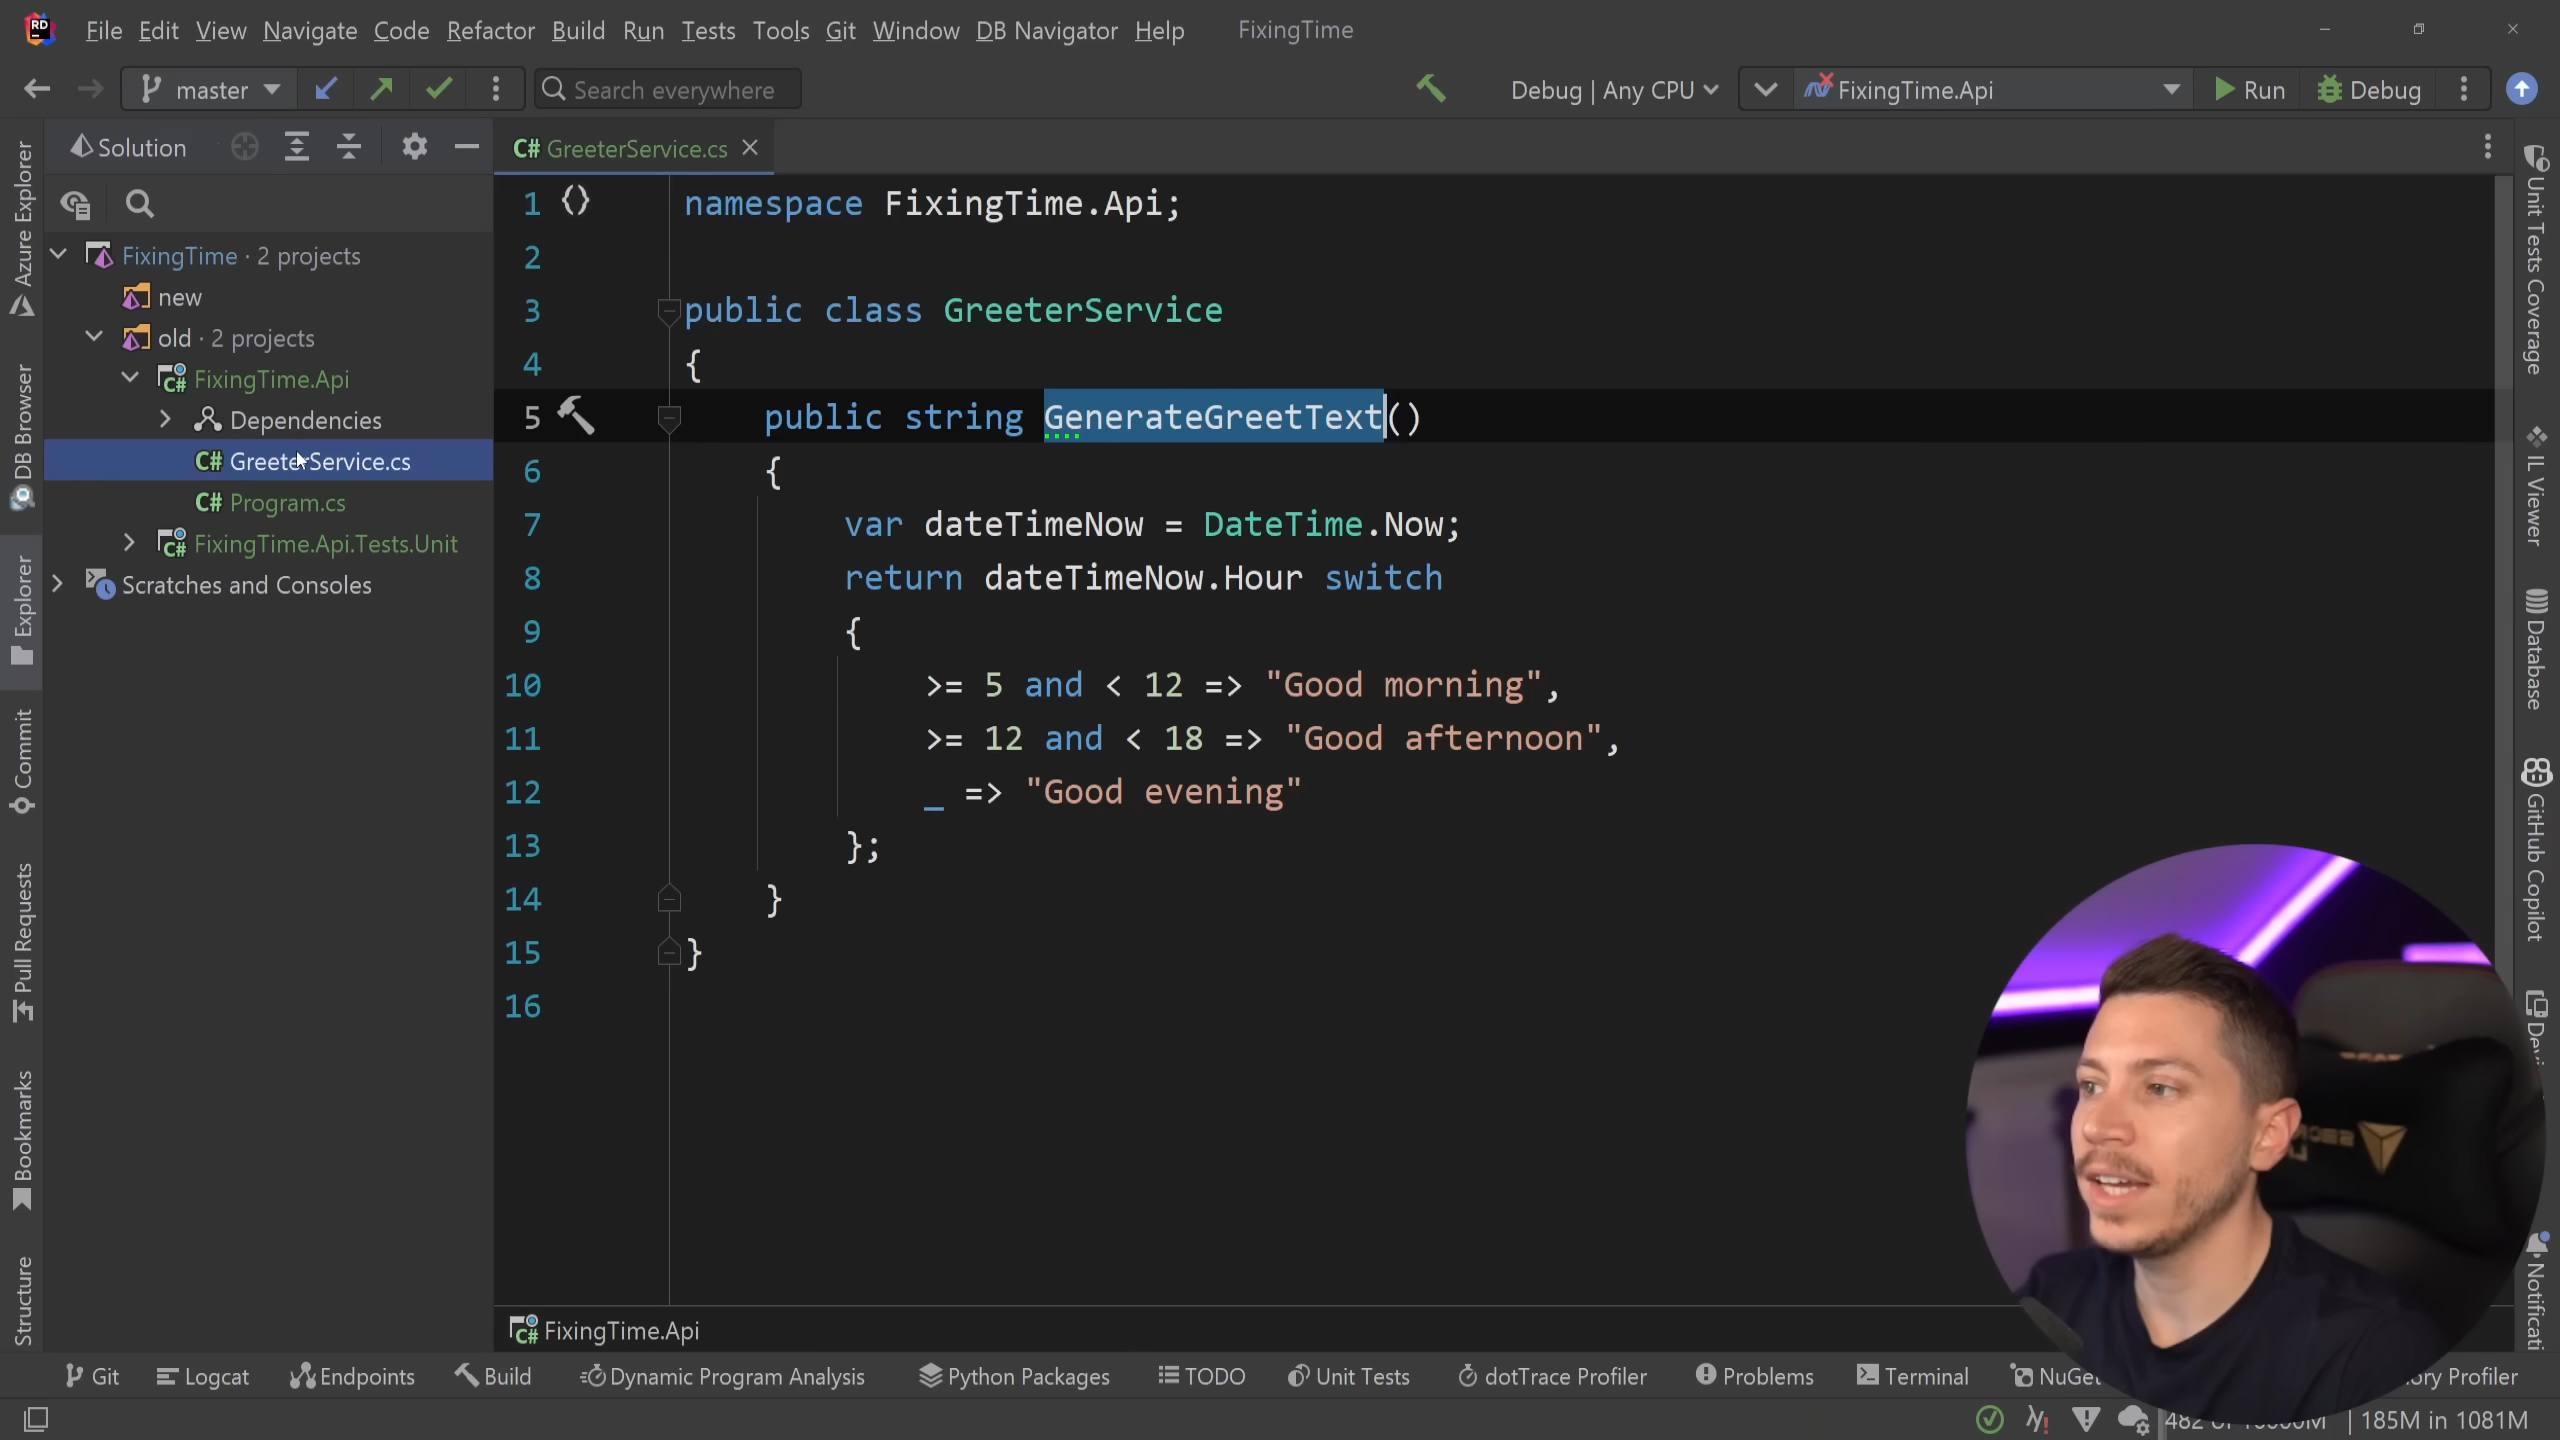 RD
File Edit View Navigate Code Refactor Build Run Tests Tools Git Window DB Navigator Help FixingTime
master Search everywhere Debug | Any CPU FixingTime.Api Run Debug
Solution
C# GreeterService.cs
FixingTime · 2 projects
new
old · 2 projects
C# FixingTime.Api
Dependencies
C# GreeterService.cs
C# Program.cs
C# FixingTime.Api.Tests.Unit
Scratches and Consoles
1 {} namespace FixingTime.Api;
2
3 public class GreeterService
4 {
5 public string GenerateGreetText()
6 {
7 var dateTimeNow = DateTime.Now;
8 return dateTimeNow.Hour switch
9 {
10 >= 5 and < 12 => "Good morning",
11 >= 12 and < 18 => "Good afternoon",
12 _ => "Good evening"
13 };
14 }
15 }
16
Azure Explorer
DB Browser
Explorer
Commit
Pull Requests
Bookmarks
Structure
Unit Tests Coverage
IL Viewer
Database
GitHub Copilot
Notificati
C# FixingTime.Api
Git Logcat Endpoints Build Dynamic Program Analysis Python Packages TODO Unit Tests dotTrace Profiler Problems Terminal NuGet ory Profiler
185M in 1081M